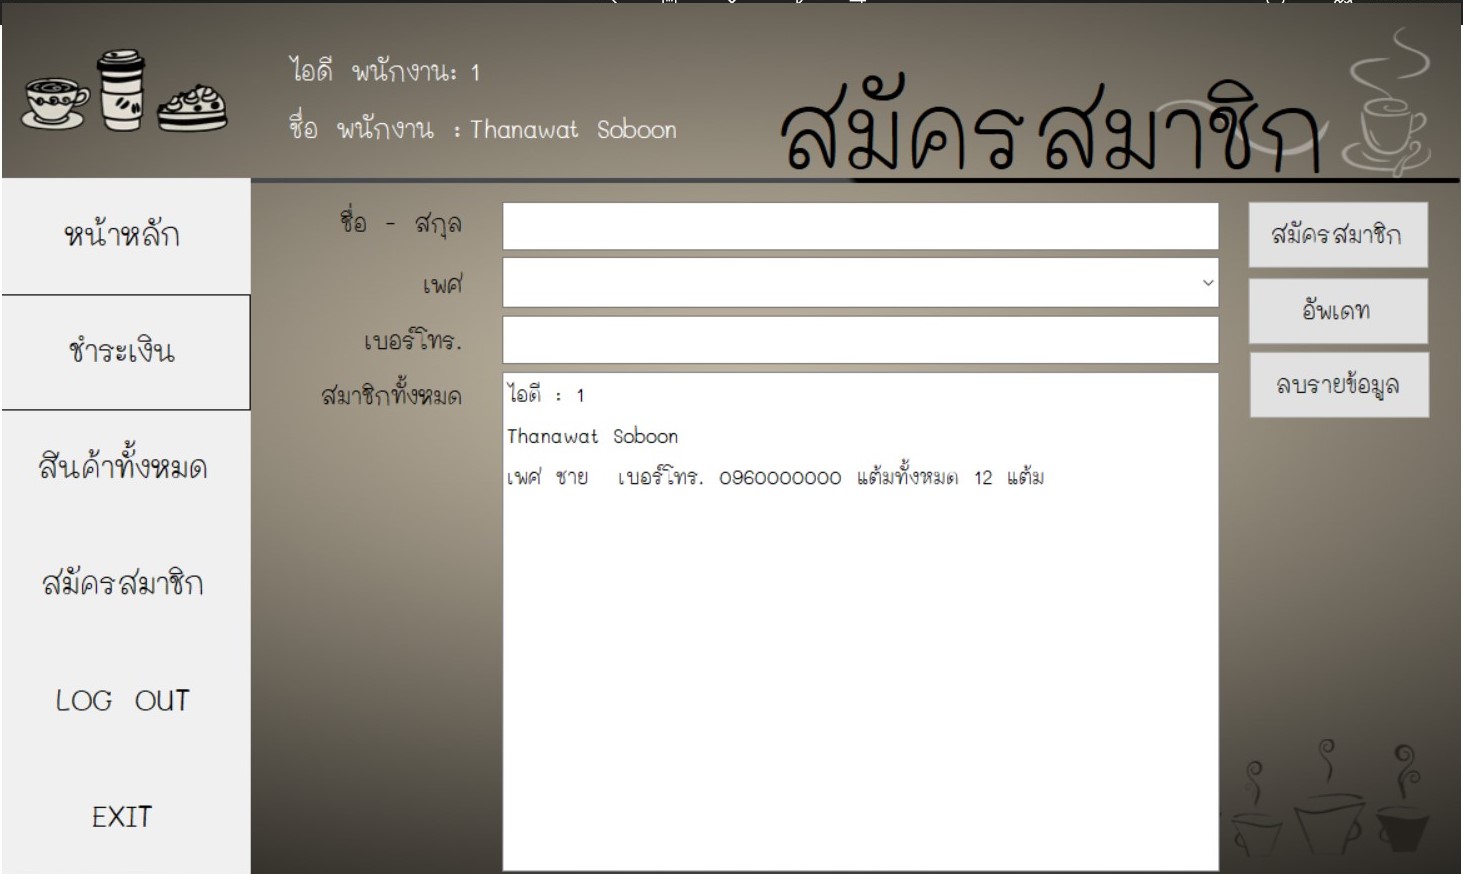 ไอดี พนักงาน: 1
ชื่อ พนักงาน : Thanawat Soboon
สมัครสมาชิก
หน้าหลัก
ชำระเงิน
สินค้าทั้งหมด
สมัครสมาชิก
LOG OUT
EXIT
ชื่อ - สกุล
เพศ
เบอร์โทร.
สมาชิกทั้งหมด
ไอดี : 1
Thanawat Soboon
เพศ ชาย เบอร์โทร. 0960000000 แต้มทั้งหมด 12 แต้ม
สมัครสมาชิก
อัพเดท
ลบรายข้อมูล